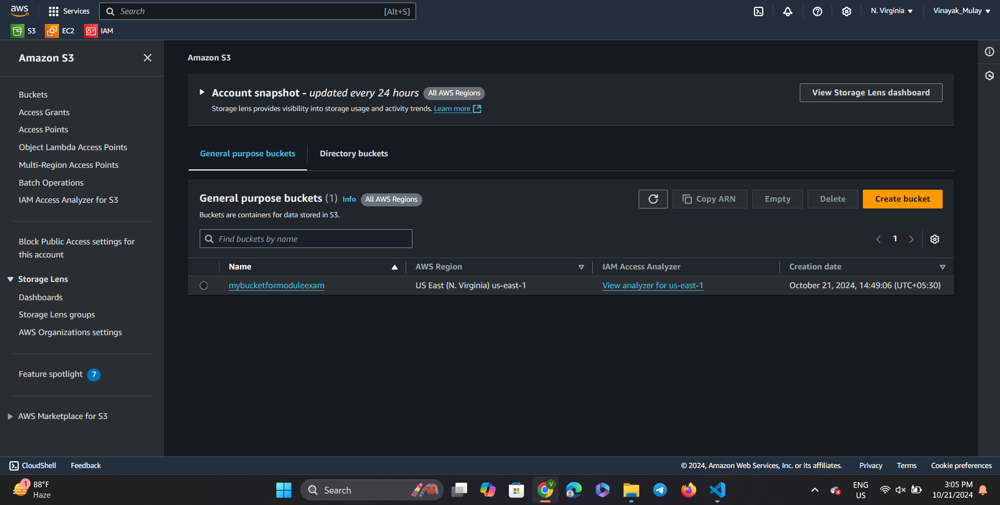 aws
Services
Search
[Alt+S]
N. Virginia
Vinayak_Mulay
S3
EC2
IAM
Amazon S3
Buckets
Access Grants
Access Points
Object Lambda Access Points
Multi-Region Access Points
Batch Operations
IAM Access Analyzer for S3
Block Public Access settings for
this account
Storage Lens
Dashboards
Storage Lens groups
AWS Organizations settings
Feature spotlight 7
AWS Marketplace for S3
Amazon S3
Account snapshot - updated every 24 hours All AWS Regions
Storage lens provides visibility into storage usage and activity trends. Learn more
View Storage Lens dashboard
General purpose buckets
Directory buckets
General purpose buckets (1) Info All AWS Regions
Buckets are containers for data stored in S3.
Copy ARN
Empty
Delete
Create bucket
Find buckets by name
1
Name
AWS Region
IAM Access Analyzer
Creation date
mybucketformoduleexam
US East (N. Virginia) us-east-1
View analyzer for us-east-1
October 21, 2024, 14:49:06 (UTC+05:30)
CloudShell
Feedback
© 2024, Amazon Web Services, Inc. or its affiliates.
Privacy
Terms
Cookie preferences
1
88°F
Haze
Search
V
ENG
US
3:05 PM
10/21/2024